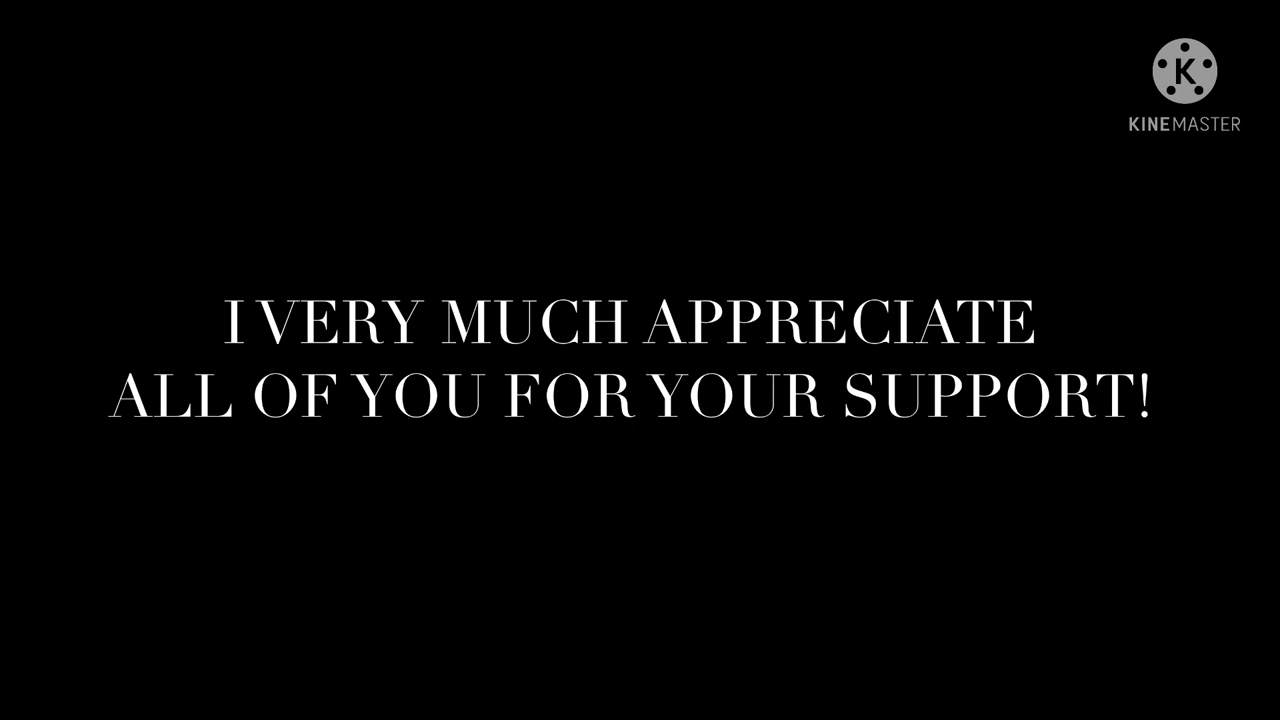 K
KINEMASTER
I VERY MUCH APPRECIATE
ALL OF YOU FOR YOUR SUPPORT!